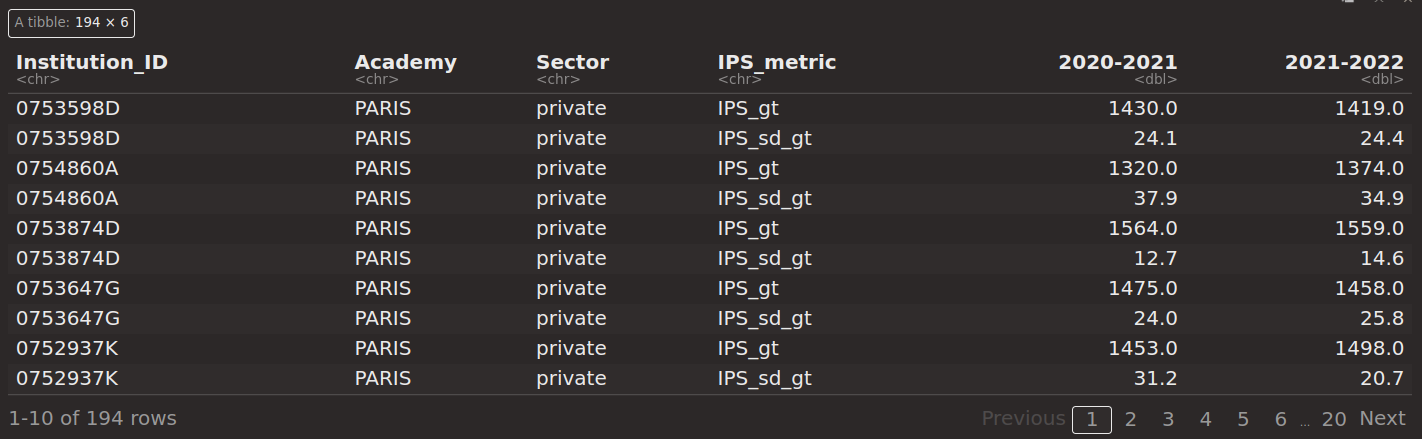 A tibble: 194 × 6
Institution_ID Academy Sector IPS_metric 2020-2021 2021-2022
<chr> <chr> <chr> <chr> <dbl> <dbl>
0753598D PARIS private IPS_gt 1430.0 1419.0
0753598D PARIS private IPS_sd_gt 24.1 24.4
0754860A PARIS private IPS_gt 1320.0 1374.0
0754860A PARIS private IPS_sd_gt 37.9 34.9
0753874D PARIS private IPS_gt 1564.0 1559.0
0753874D PARIS private IPS_sd_gt 12.7 14.6
0753647G PARIS private IPS_gt 1475.0 1458.0
0753647G PARIS private IPS_sd_gt 24.0 25.8
0752937K PARIS private IPS_gt 1453.0 1498.0
0752937K PARIS private IPS_sd_gt 31.2 20.7
1-10 of 194 rows Previous 1 2 3 4 5 6 ... 20 Next